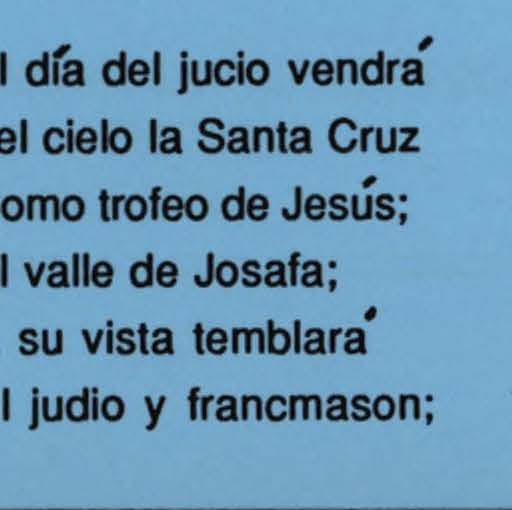 l día del jucio vendrá
el cielo la Santa Cruz
omo trofeo de Jesús;
l valle de Josafa;
su vista temblará
l judio y francmason;